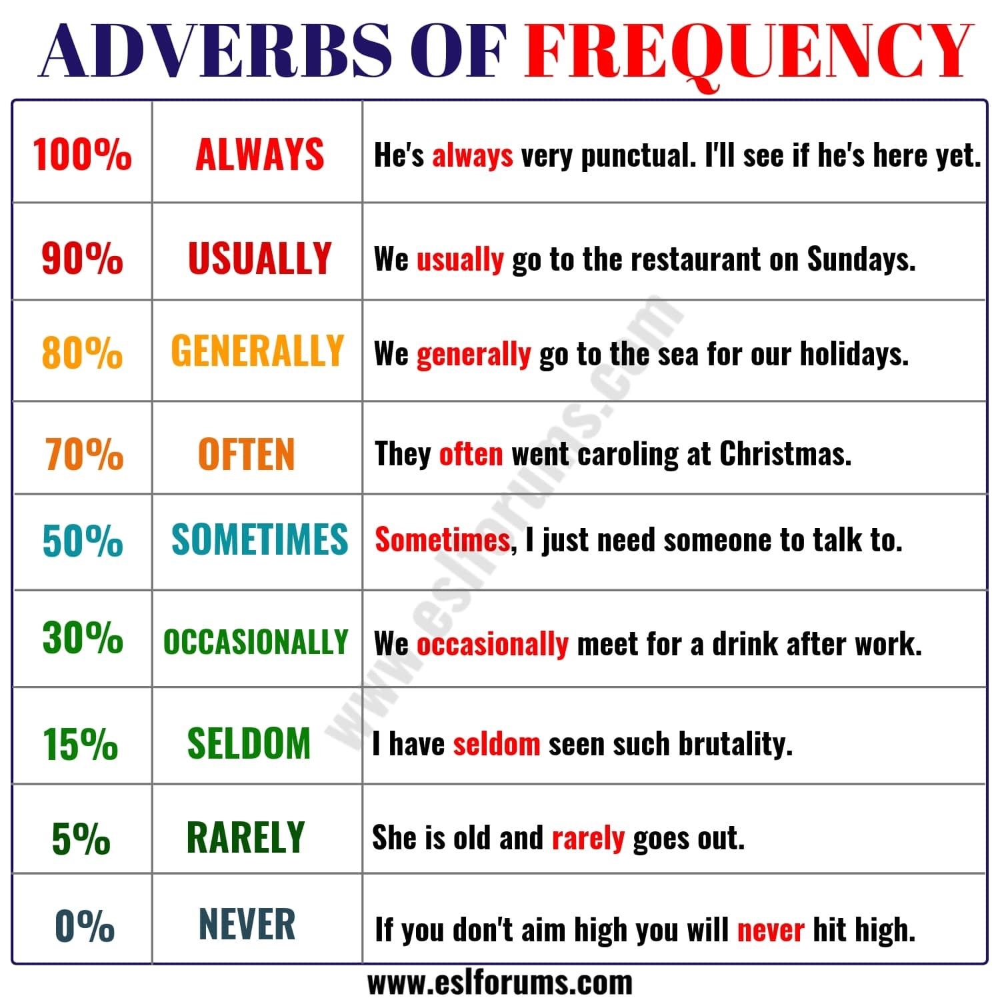 ADVERBS OF FREQUENCY
100% ALWAYS He's always very punctual. I'll see if he's here yet.
90% USUALLY We usually go to the restaurant on Sundays.
80% GENERALLY We generally go to the sea for our holidays.
70% OFTEN They often went caroling at Christmas.
50% SOMETIMES Sometimes, I just need someone to talk to.
30% OCCASIONALLY We occasionally meet for a drink after work.
15% SELDOM I have seldom seen such brutality.
5% RARELY She is old and rarely goes out.
0% NEVER If you don't aim high you will never hit high.
www.eslforums.com
www.eslforums.com